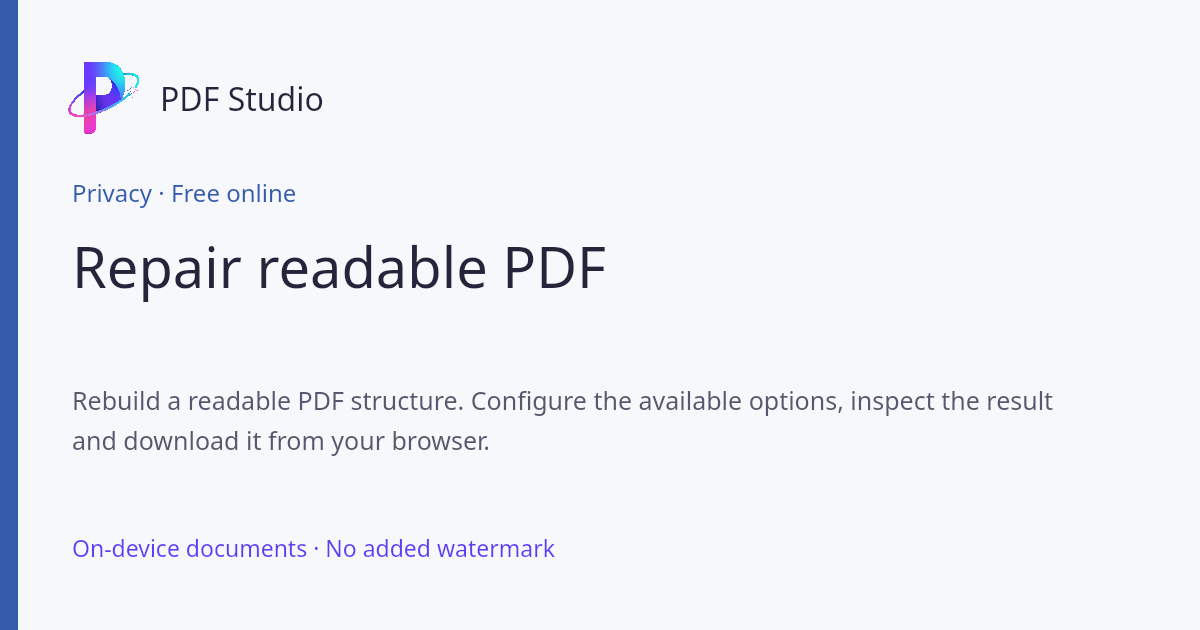 PDF Studio
Privacy · Free online
Repair readable PDF
Rebuild a readable PDF structure. Configure the available options, inspect the result
and download it from your browser.
On-device documents · No added watermark